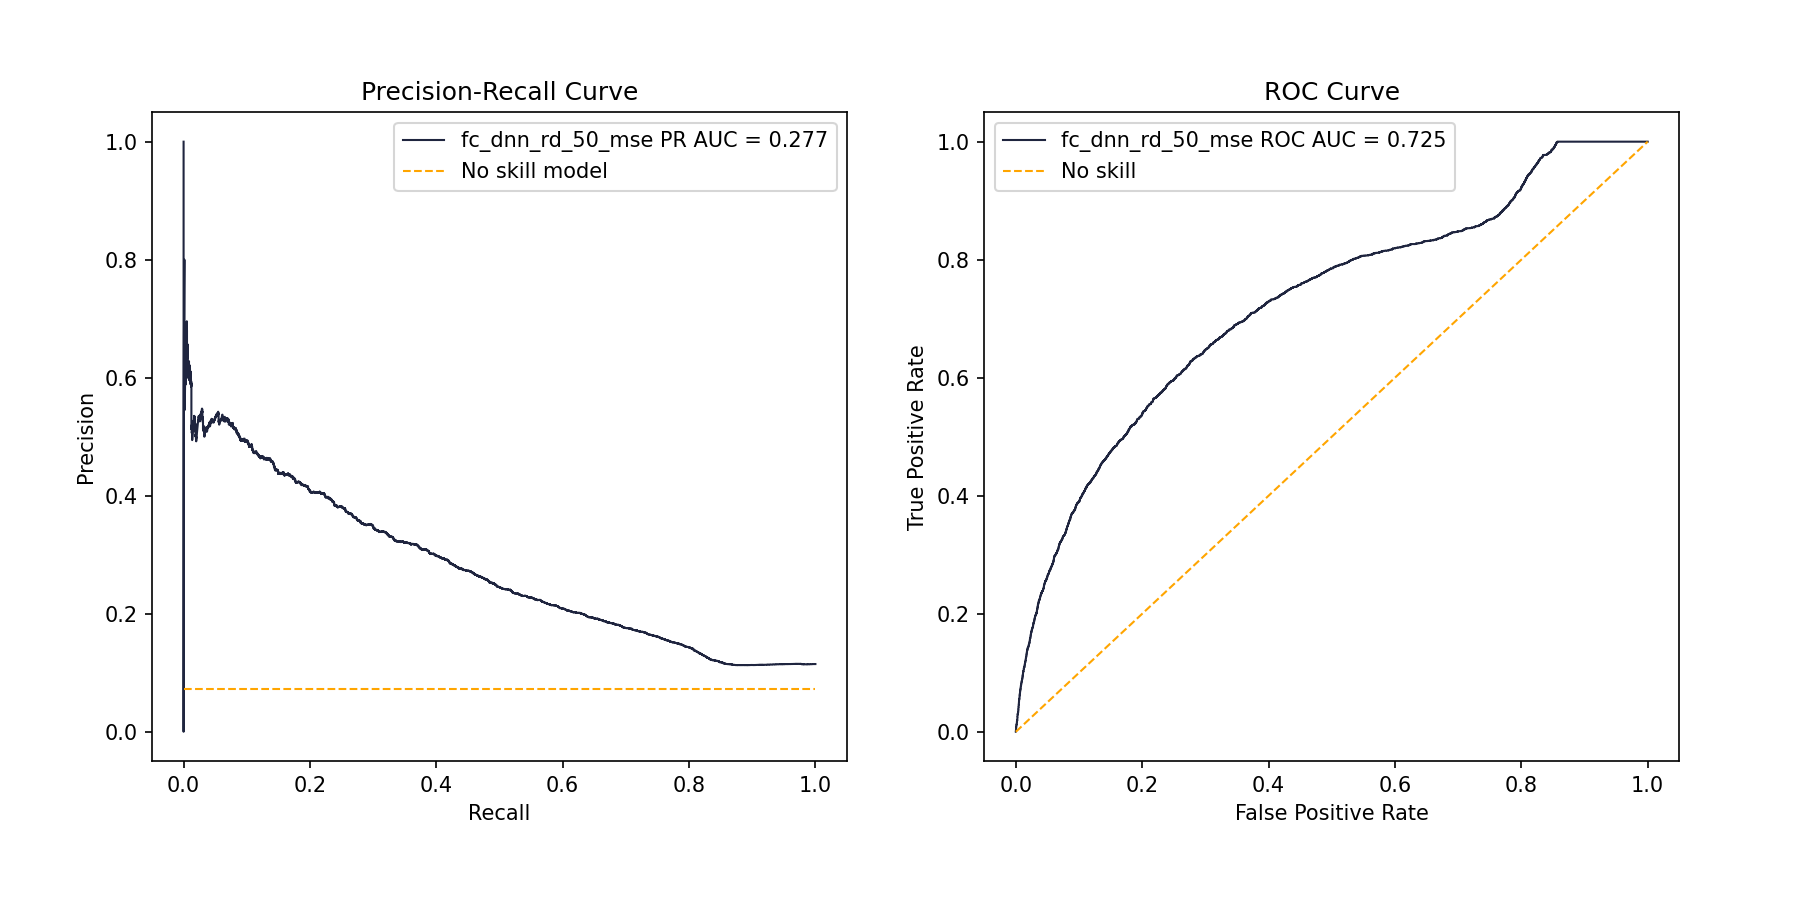 Precision-Recall Curve
fc_dnn_rd_50_mse PR AUC = 0.277
No skill model
1.0
0.8
0.6
0.4
0.2
0.0
Precision
0.0 0.2 0.4 0.6 0.8 1.0
Recall
ROC Curve
fc_dnn_rd_50_mse ROC AUC = 0.725
No skill
1.0
0.8
0.6
0.4
0.2
0.0
True Positive Rate
0.0 0.2 0.4 0.6 0.8 1.0
False Positive Rate